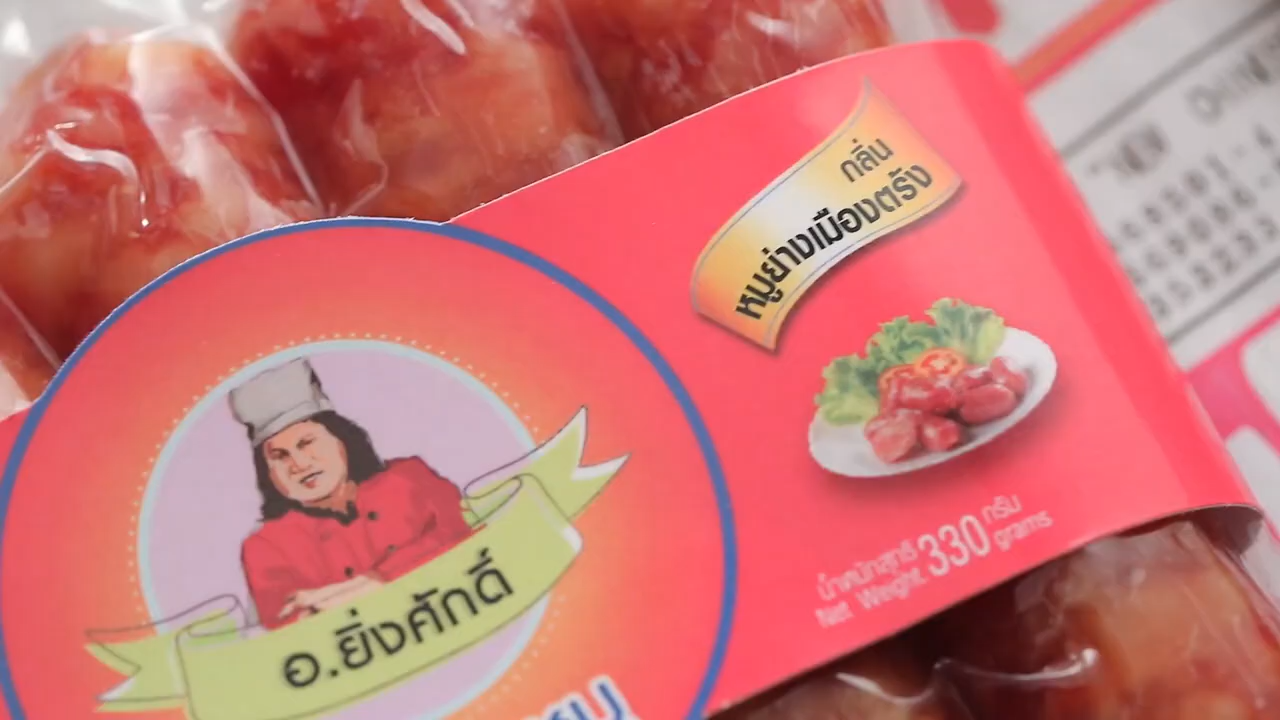 กลิ่น
หมูย่างเมืองตรัง
อ.ยิ่งศักดิ์
น้ำหนักสุทธิ 330 กรัม
Net Weight grams